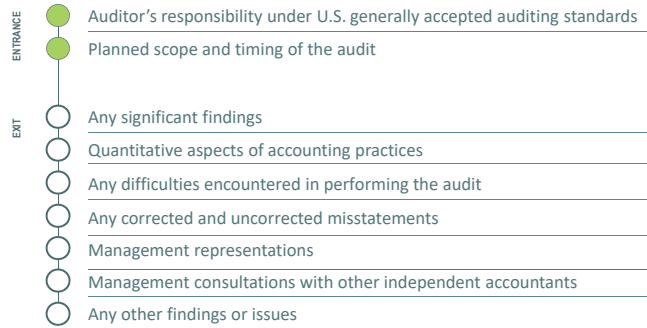 ENTRANCE
Auditor's responsibility under U.S. generally accepted auditing standards
Planned scope and timing of the audit
EXIT
Any significant findings
Quantitative aspects of accounting practices
Any difficulties encountered in performing the audit
Any corrected and uncorrected misstatements
Management representations
Management consultations with other independent accountants
Any other findings or issues